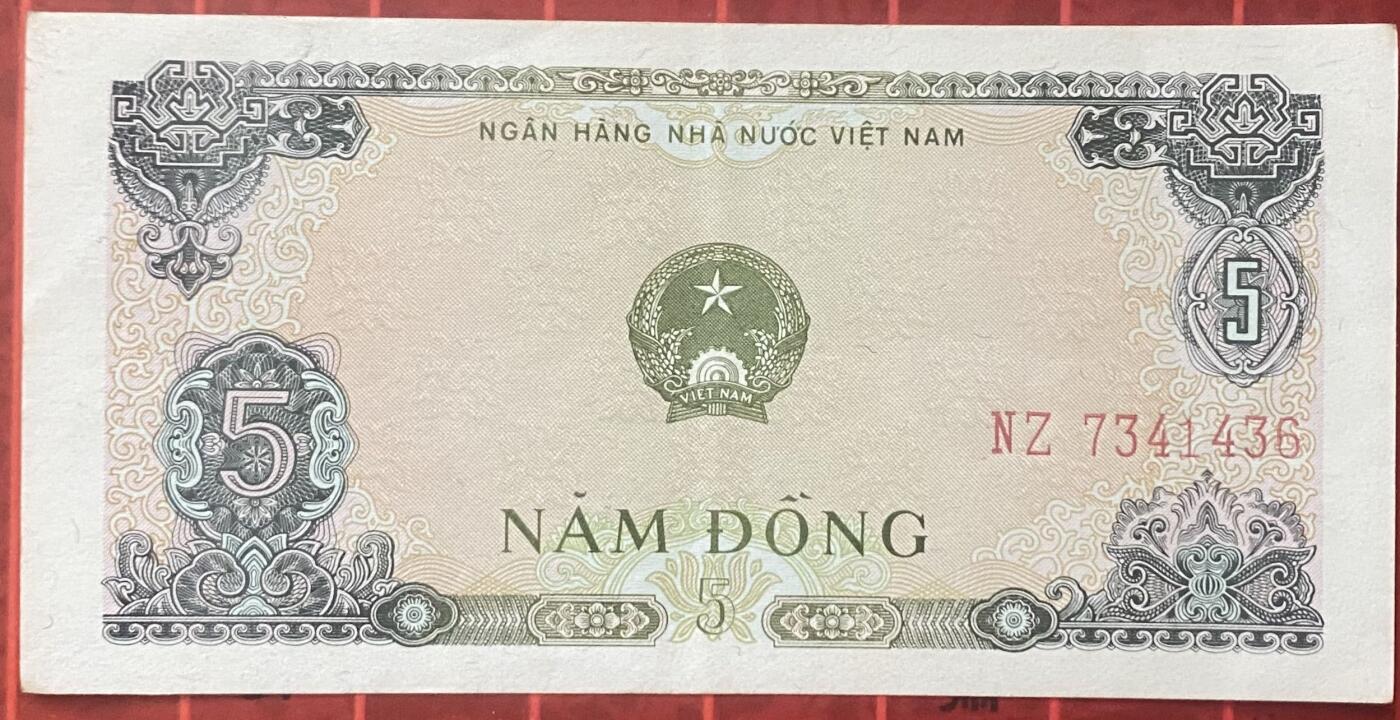 NGÂN HÀNG NHÀ NƯỚC VIỆT NAM
5
VIỆT NAM
5
NZ 7341436
NĂM ĐỒNG
5